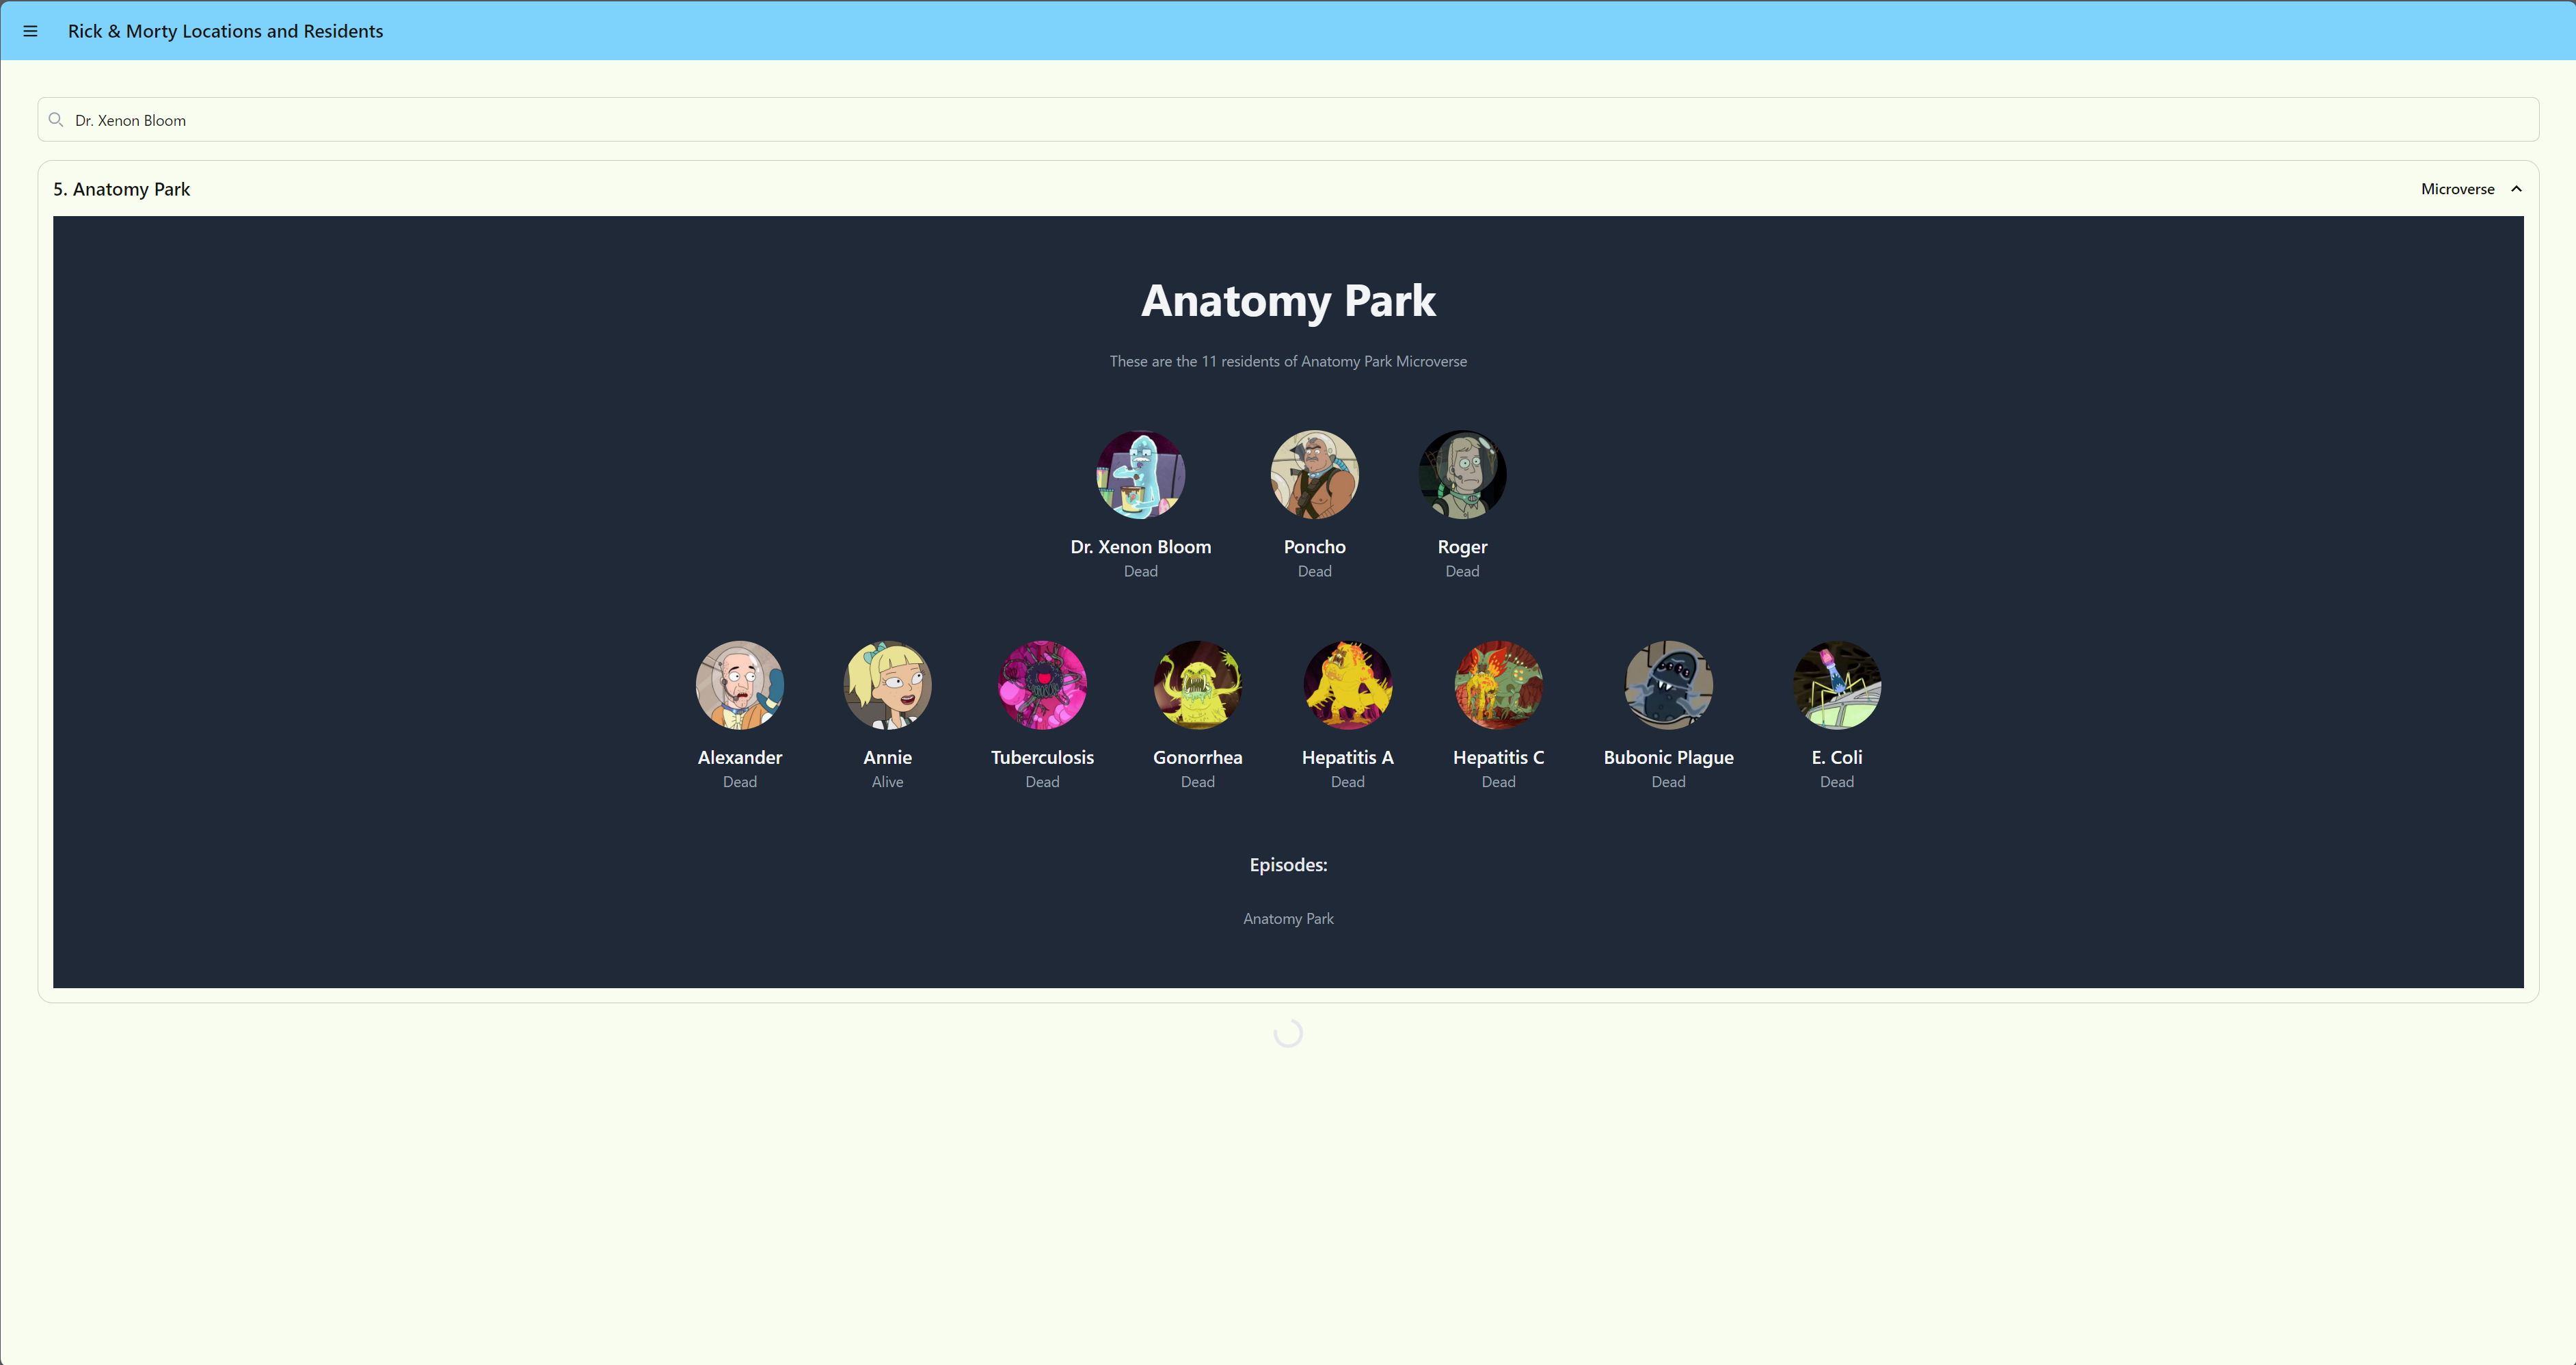 Rick & Morty Locations and Residents
Dr. Xenon Bloom
5. Anatomy Park
Microverse
Anatomy Park
These are the 11 residents of Anatomy Park Microverse
Dr. Xenon Bloom
Dead
Poncho
Dead
Roger
Dead
Alexander
Dead
Annie
Alive
Tuberculosis
Dead
Gonorrhea
Dead
Hepatitis A
Dead
Hepatitis C
Dead
Bubonic Plague
Dead
E. Coli
Dead
Episodes:
Anatomy Park